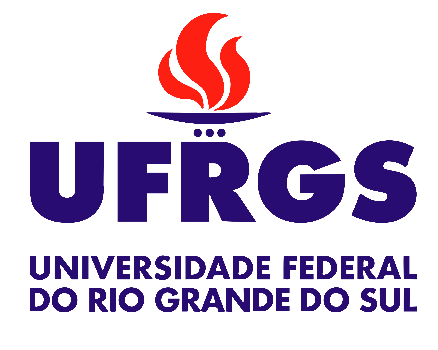 UFRGS
UNIVERSIDADE FEDERAL
DO RIO GRANDE DO SUL